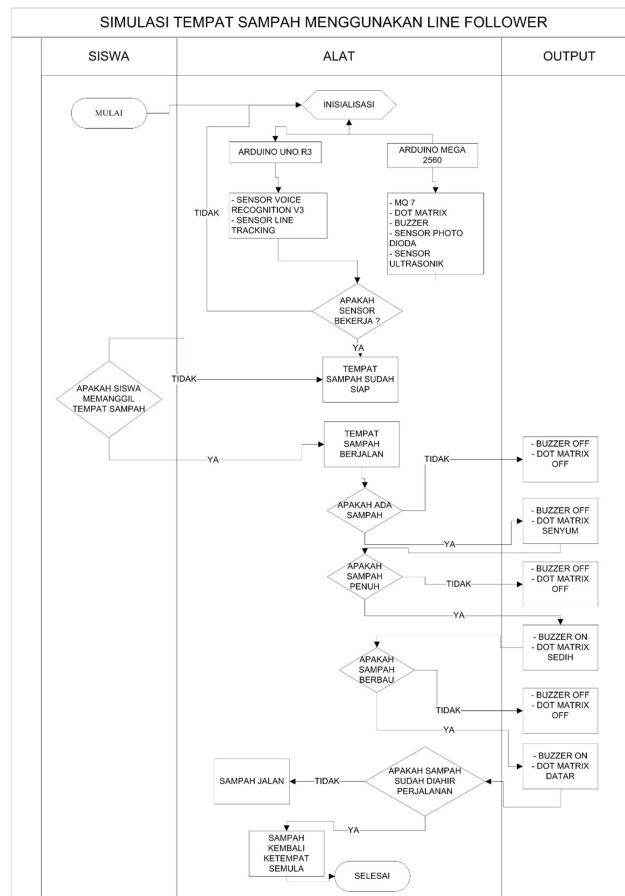 SIMULASI TEMPAT SAMPAH MENGGUNAKAN LINE FOLLOWER
SISWA
ALAT
OUTPUT
MULAI
INISIALISASI
ARDUINO UNO R3
ARDUINO MEGA
2560
TIDAK
- SENSOR VOICE
RECOGNITION V3
- SENSOR LINE
TRACKING
- MQ 7
- DOT MATRIX
- BUZZER
- SENSOR PHOTO
DIODA
- SENSOR
ULTRASONIK
APAKAH
SENSOR
BEKERJA ?
YA
TEMPAT
SAMPAH SUDAH
SIAP
TIDAK
APAKAH SISWA
MEMANGGIL
TEMPAT SAMPAH
YA
TEMPAT
SAMPAH
BERJALAN
TIDAK
- BUZZER OFF
- DOT MATRIX
OFF
APAKAH ADA
SAMPAH
YA
- BUZZER OFF
- DOT MATRIX
SENYUM
APAKAH
SAMPAH
PENUH
TIDAK
- BUZZER OFF
- DOT MATRIX
OFF
YA
- BUZZER ON
- DOT MATRIX
SEDIH
APAKAH
SAMPAH
BERBAU
TIDAK
- BUZZER OFF
- DOT MATRIX
OFF
YA
- BUZZER ON
- DOT MATRIX
DATAR
APAKAH SAMPAH
SUDAH DIAHIR
PERJALANAN
TIDAK
SAMPAH JALAN
YA
SAMPAH
KEMBALI
KETEMPAT
SEMULA
SELESAI